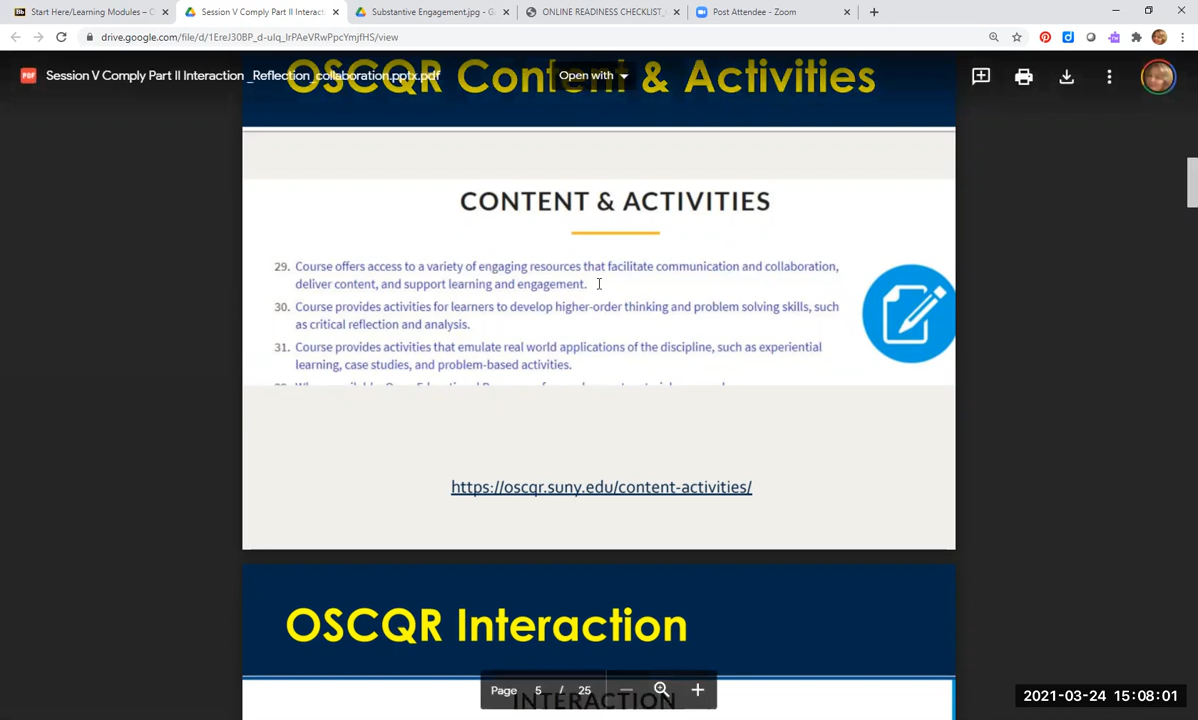 Start Here/Learning Modules – C
Session V Comply Part II Interact
Substantive Engagement.jpg - G
ONLINE READINESS CHECKLIST_
Post Attendee - Zoom
drive.google.com/file/d/1EreJ30BP_d-uIq_IrPAeVRwPpcYmjfHS/view
PDF
Session V Comply Part II Interaction _Reflection_collaboration.pptx.pdf
Open with
OSCQR Content & Activities
CONTENT & ACTIVITIES
29. Course offers access to a variety of engaging resources that facilitate communication and collaboration,
deliver content, and support learning and engagement.
30. Course provides activities for learners to develop higher-order thinking and problem solving skills, such
as critical reflection and analysis.
31. Course provides activities that emulate real world applications of the discipline, such as experiential
learning, case studies, and problem-based activities.
https://oscqr.suny.edu/content-activities/
OSCQR Interaction
Page 5 / 25
INTERACTION
2021-03-24 15:08:01